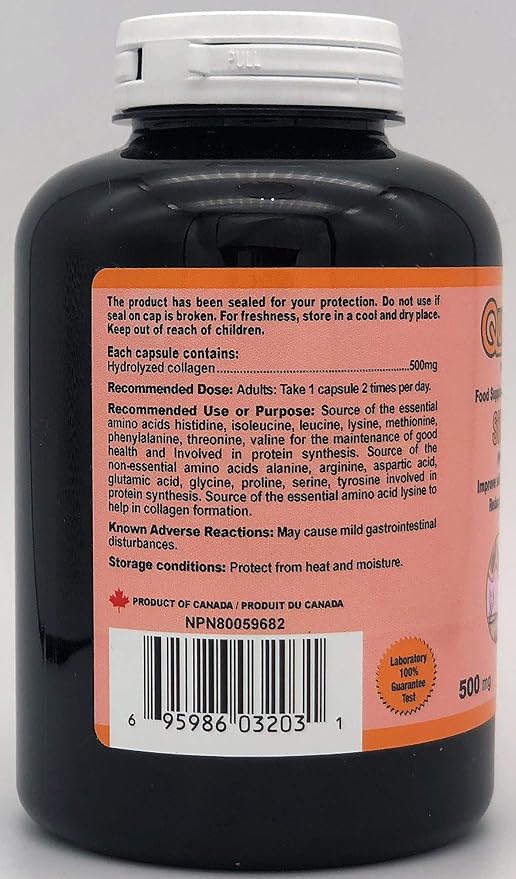 PULL
The product has been sealed for your protection. Do not use if
seal on cap is broken. For freshness, store in a cool and dry place.
Keep out of reach of children.
Each capsule contains:
Hydrolyzed collagen.......................................................500mg
Recommended Dose: Adults: Take 1 capsule 2 times per day.
Recommended Use or Purpose: Source of the essential
amino acids histidine, isoleucine, leucine, lysine, methionine,
phenylalanine, threonine, valine for the maintenance of good
health and Involved in protein synthesis. Source of the
non-essential amino acids alanine, arginine, aspartic acid,
glutamic acid, glycine, proline, serine, tyrosine involved in
protein synthesis. Source of the essential amino acid lysine to
help in collagen formation.
Known Adverse Reactions: May cause mild gastrointestinal
disturbances.
Storage conditions: Protect from heat and moisture.
PRODUCT OF CANADA / PRODUIT DU CANADA
NPN80059682
6 95986 03203 1
Laboratory
100%
Guarantee
Test
Food
Improve
500 mg